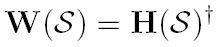 𝐖(𝒮) = 𝐇(𝒮)†